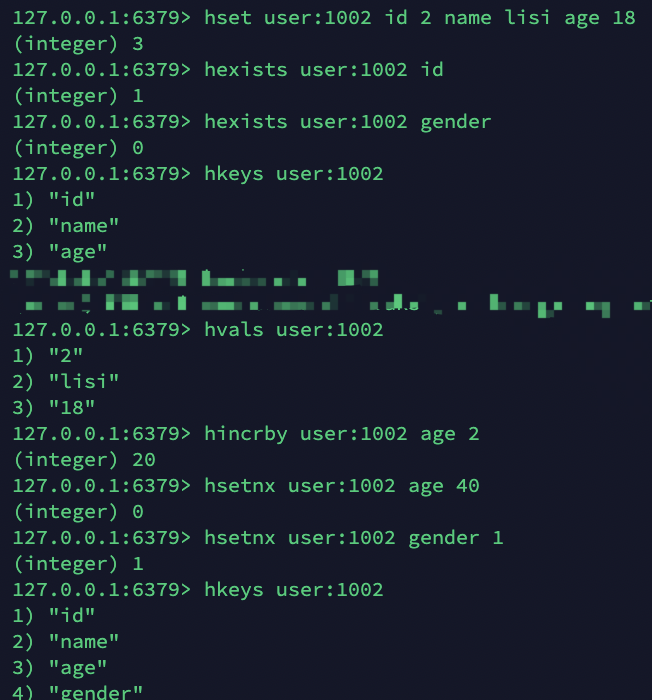 127.0.0.1:6379> hset user:1002 id 2 name lisi age 18
(integer) 3
127.0.0.1:6379> hexists user:1002 id
(integer) 1
127.0.0.1:6379> hexists user:1002 gender
(integer) 0
127.0.0.1:6379> hkeys user:1002
1) "id"
2) "name"
3) "age"
127.0.0.1:6379> hvals user:1002
1) "2"
2) "lisi"
3) "18"
127.0.0.1:6379> hincrby user:1002 age 2
(integer) 20
127.0.0.1:6379> hsetnx user:1002 age 40
(integer) 0
127.0.0.1:6379> hsetnx user:1002 gender 1
(integer) 1
127.0.0.1:6379> hkeys user:1002
1) "id"
2) "name"
3) "age"
4) "gender"